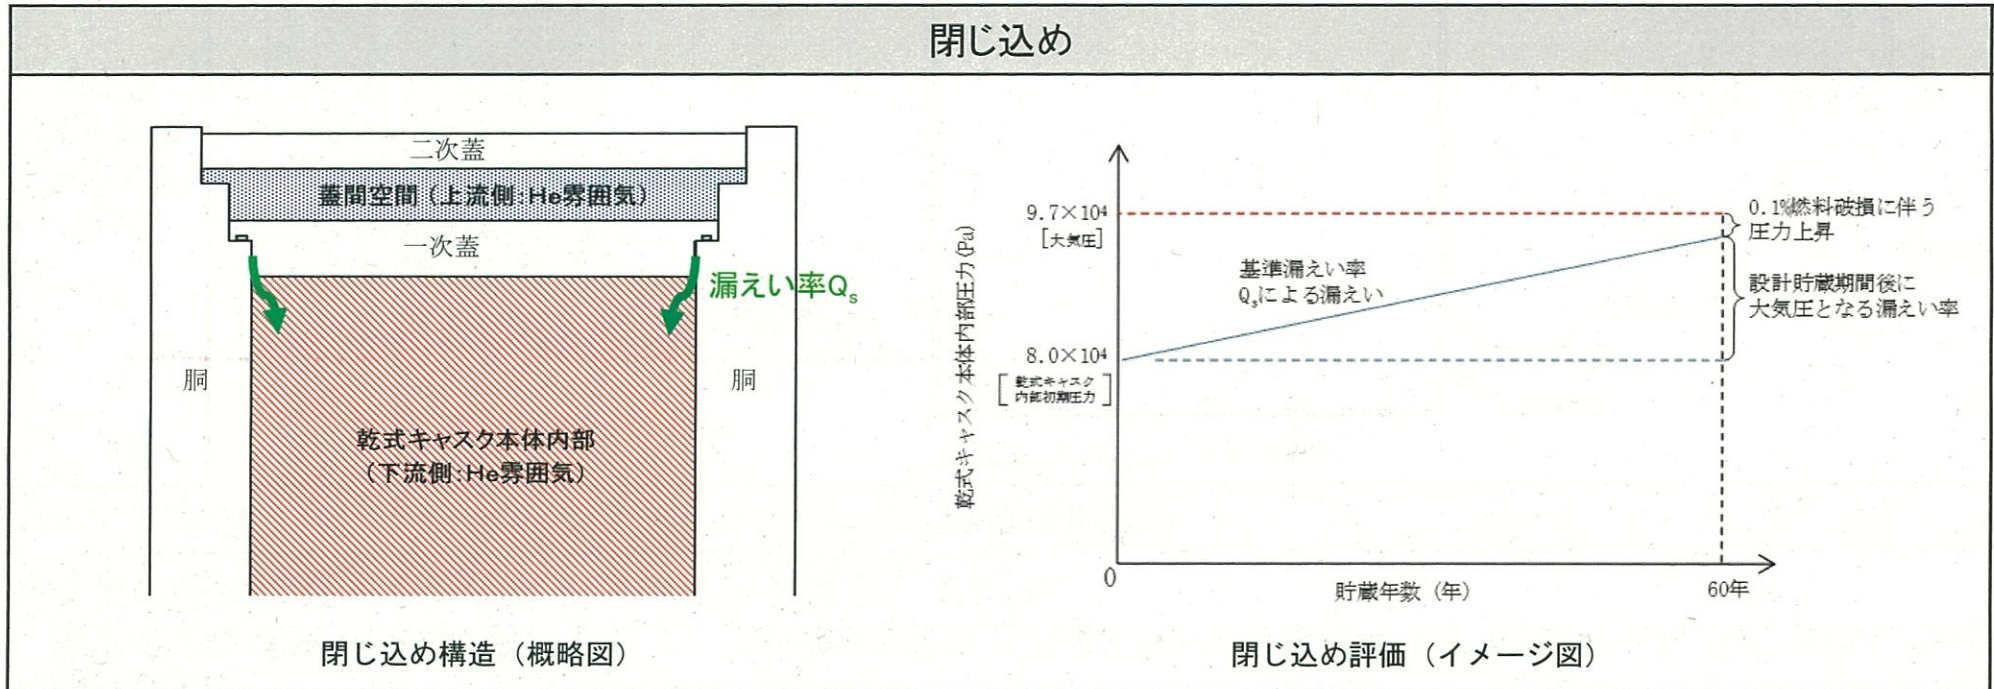 閉じ込め
二次蓋
蓋間空間（上流側:He雰囲気）
一次蓋
漏えい率Qs
胴
胴
乾式キャスク本体内部
（下流側:He雰囲気）
閉じ込め構造（概略図）
乾式キャスク本体内部圧力(Pa)
9.7×10⁴
[大気圧]
8.0×10⁴
[乾式キャスク
内部初期圧力]
基準漏えい率
Qsによる漏えい
0.1%燃料破損に伴う
圧力上昇
設計貯蔵期間後に
大気圧となる漏えい率
0
貯蔵年数（年）
60年
閉じ込め評価（イメージ図）